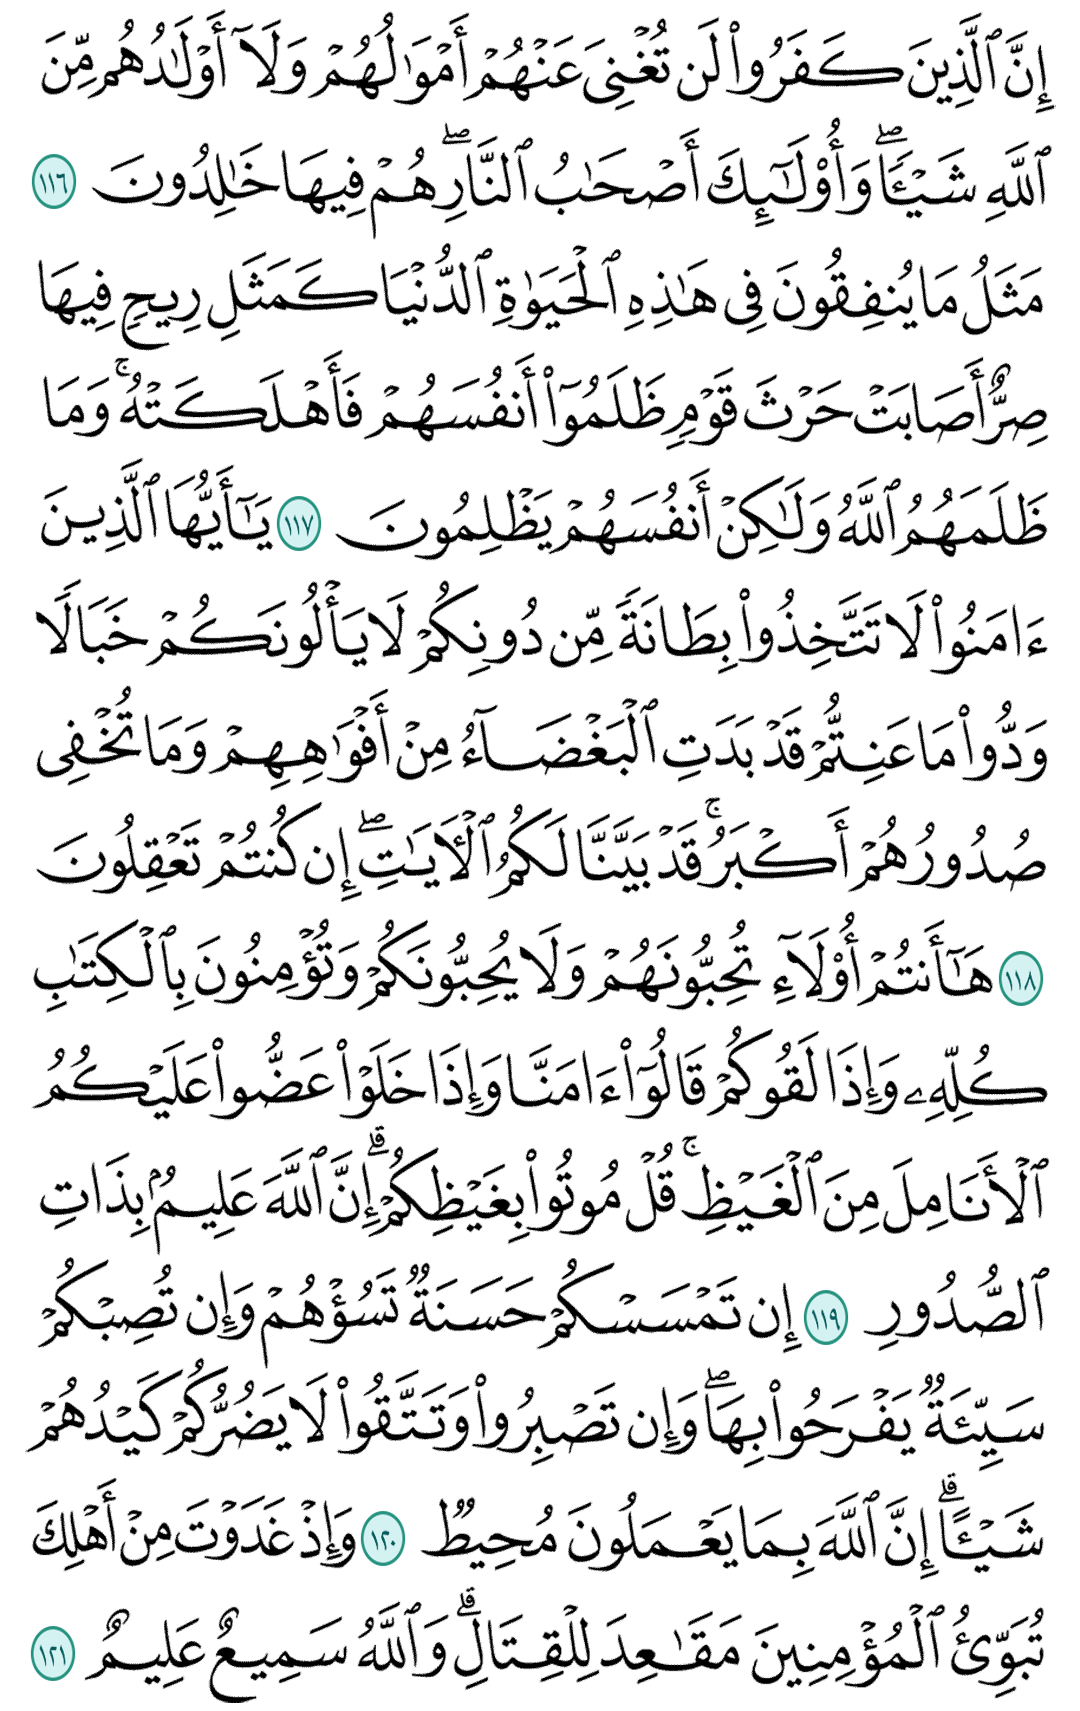 إِنَّ ٱلَّذِينَ كَفَرُوا۟ لَن تُغْنِىَ عَنْهُمْ أَمْوَٰلُهُمْ وَلَآ أَوْلَـٰدُهُم مِّنَ
ٱللَّهِ شَيْـًٔا ۖ وَأُو۟لَـٰٓئِكَ أَصْحَـٰبُ ٱلنَّارِ ۖ هُمْ فِيهَا خَـٰلِدُونَ ١١٦
مَثَلُ مَا يُنفِقُونَ فِى هَـٰذِهِ ٱلْحَيَوٰةِ ٱلدُّنْيَا كَمَثَلِ رِيحٍ فِيهَا
صِرٌّ أَصَابَتْ حَرْثَ قَوْمٍ ظَلَمُوٓا۟ أَنفُسَهُمْ فَأَهْلَكَتْهُ ۚ وَمَا
ظَلَمَهُمُ ٱللَّهُ وَلَـٰكِنْ أَنفُسَهُمْ يَظْلِمُونَ ١١٧ يَـٰٓأَيُّهَا ٱلَّذِينَ
ءَامَنُوا۟ لَا تَتَّخِذُوا۟ بِطَانَةً مِّن دُونِكُمْ لَا يَأْلُونَكُمْ خَبَالًا
وَدُّوا۟ مَا عَنِتُّمْ قَدْ بَدَتِ ٱلْبَغْضَآءُ مِنْ أَفْوَٰهِهِمْ وَمَا تُخْفِى
صُدُورُهُمْ أَكْبَرُ ۚ قَدْ بَيَّنَّا لَكُمُ ٱلْـَٔايَـٰتِ ۖ إِن كُنتُمْ تَعْقِلُونَ
١١٨ هَـٰٓأَنتُمْ أُو۟لَآءِ تُحِبُّونَهُمْ وَلَا يُحِبُّونَكُمْ وَتُؤْمِنُونَ بِٱلْكِتَـٰبِ
كُلِّهِۦ وَإِذَا لَقُوكُمْ قَالُوٓا۟ ءَامَنَّا وَإِذَا خَلَوْا۟ عَضُّوا۟ عَلَيْكُمُ
ٱلْأَنَامِلَ مِنَ ٱلْغَيْظِ ۚ قُلْ مُوتُوا۟ بِغَيْظِكُمْ ۗ إِنَّ ٱللَّهَ عَلِيمٌۢ بِذَاتِ
ٱلصُّدُورِ ١١٩ إِن تَمْسَسْكُمْ حَسَنَةٌ تَسُؤْهُمْ وَإِن تُصِبْكُمْ
سَيِّئَةٌ يَفْرَحُوا۟ بِهَا ۖ وَإِن تَصْبِرُوا۟ وَتَتَّقُوا۟ لَا يَضُرُّكُمْ كَيْدُهُمْ
شَيْـًٔا ۗ إِنَّ ٱللَّهَ بِمَا يَعْمَلُونَ مُحِيطٌ ١٢٠ وَإِذْ غَدَوْتَ مِنْ أَهْلِكَ
تُبَوِّئُ ٱلْمُؤْمِنِينَ مَقَـٰعِدَ لِلْقِتَالِ ۗ وَٱللَّهُ سَمِيعٌ عَلِيمٌ ١٢١